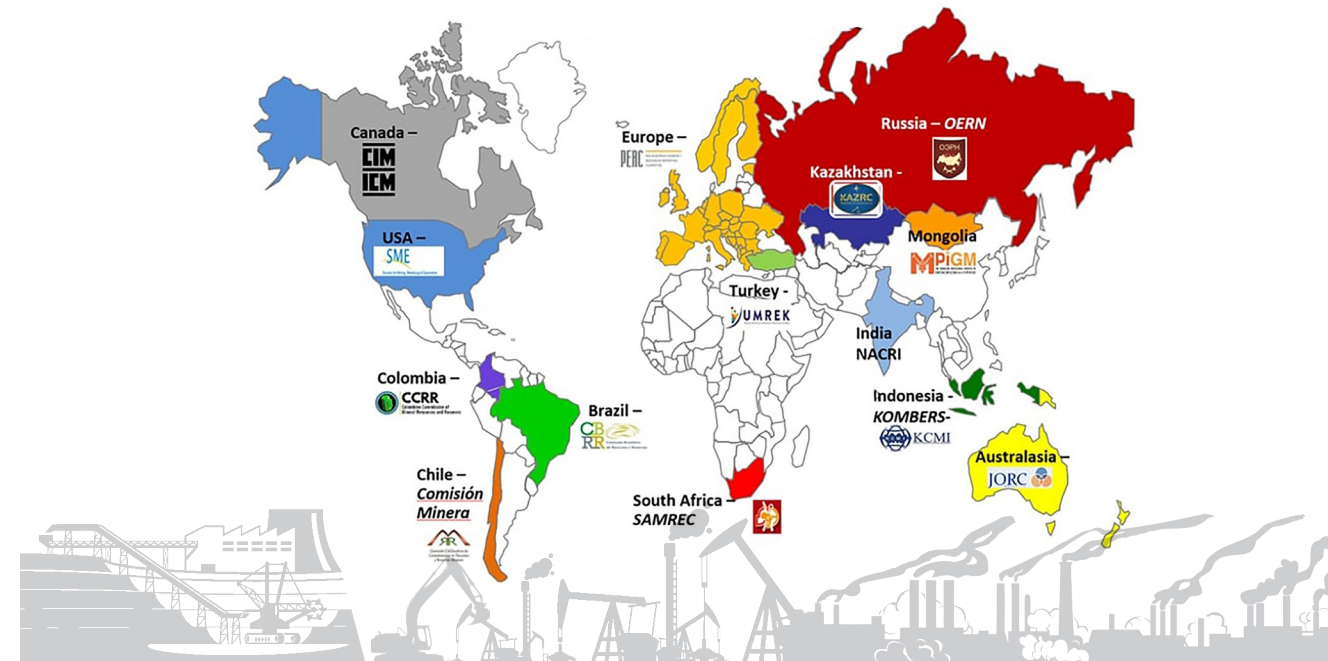 Canada –
CIM
ICM
USA –
SME
Europe –
PERC
Russia – OERN
ОЭРН
Kazakhstan -
KAZRC
Mongolia
MPIGM
Turkey -
UMREK
India
NACRI
Colombia –
CCRR
Colombian Commission of
Mineral Resources and Reserves
Brazil –
CB
RR
Indonesia -
KOMBERS-
KCMI
Australasia –
JORC
Chile –
Comisión
Minera
South Africa –
SAMREC